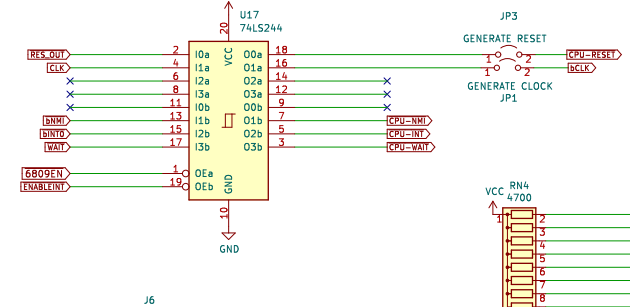 U17
74LS244
20
VCC
RES_OUT 2 I0a O0a 18
CLK 4 I1a O1a 16
6 I2a O2a 14
8 I3a O3a 12
11 I0b O0b 9
bNMI 13 I1b O1b 7 CPU-NMI
bINT0 15 I2b O2b 5 CPU-INT
WAIT 17 I3b O3b 3 CPU-WAIT
6809EN 1 OEa
ENABLEINT 19 OEb
GND
10
GND
JP3
GENERATE RESET
1 2 CPU-RESET
1 2 bCLK
GENERATE CLOCK
JP1
RN4
VCC 4700
1 2
3
4
5
6
7
8
J6